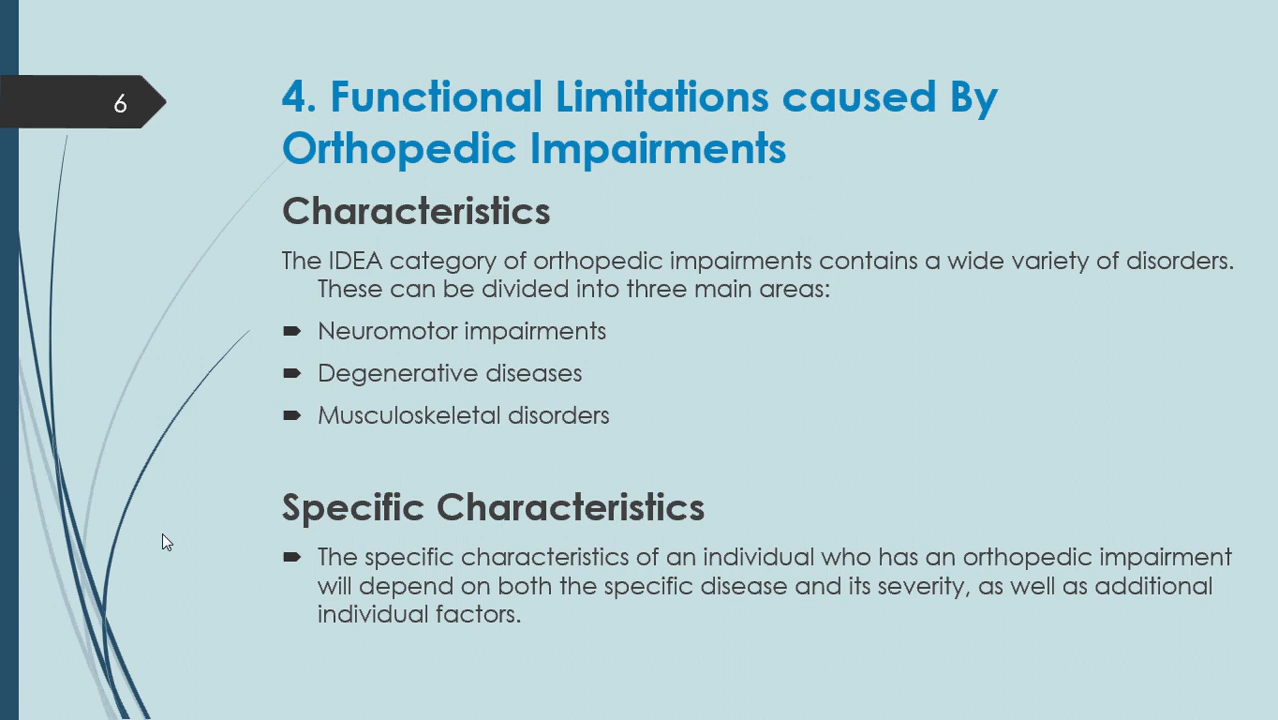 6
4. Functional Limitations caused By
Orthopedic Impairments
Characteristics
The IDEA category of orthopedic impairments contains a wide variety of disorders.
These can be divided into three main areas:
Neuromotor impairments
Degenerative diseases
Musculoskeletal disorders
Specific Characteristics
The specific characteristics of an individual who has an orthopedic impairment
will depend on both the specific disease and its severity, as well as additional
individual factors.